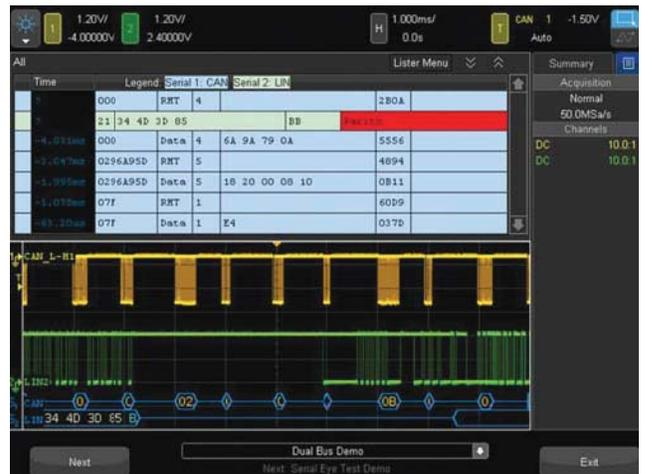 1 1.20V/ 2 1.20V/ H 1.000ms/ T CAN 1 -1.50V
-4.00000V 2.40000V 0.0s Auto
All Lister Menu Summary
Time Legend: Serial 1: CAN Serial 2: LIN Acquisition
000 RMT 4 2B0A Normal
21 34 4D 3D 85 BB Parity 50.0MSa/s
-4.031ms 000 Data 4 6A 9A 79 0A 5556 Channels
-3.047ms 0296A95D RMT 5 4894 DC 10.0:1
-1.995ms 0296A95D Data 5 18 20 00 08 10 0B11 DC 10.0:1
-1.070ms 07F RMT 1 60D9
07F Data 1 E4 037D
CAN_L-H1
T
LIN2
CAN 0 C 02 C 0B 0
LIN 34 4D 3D 85 B
Next Dual Bus Demo Exit
Next: Serial Eye Test Demo